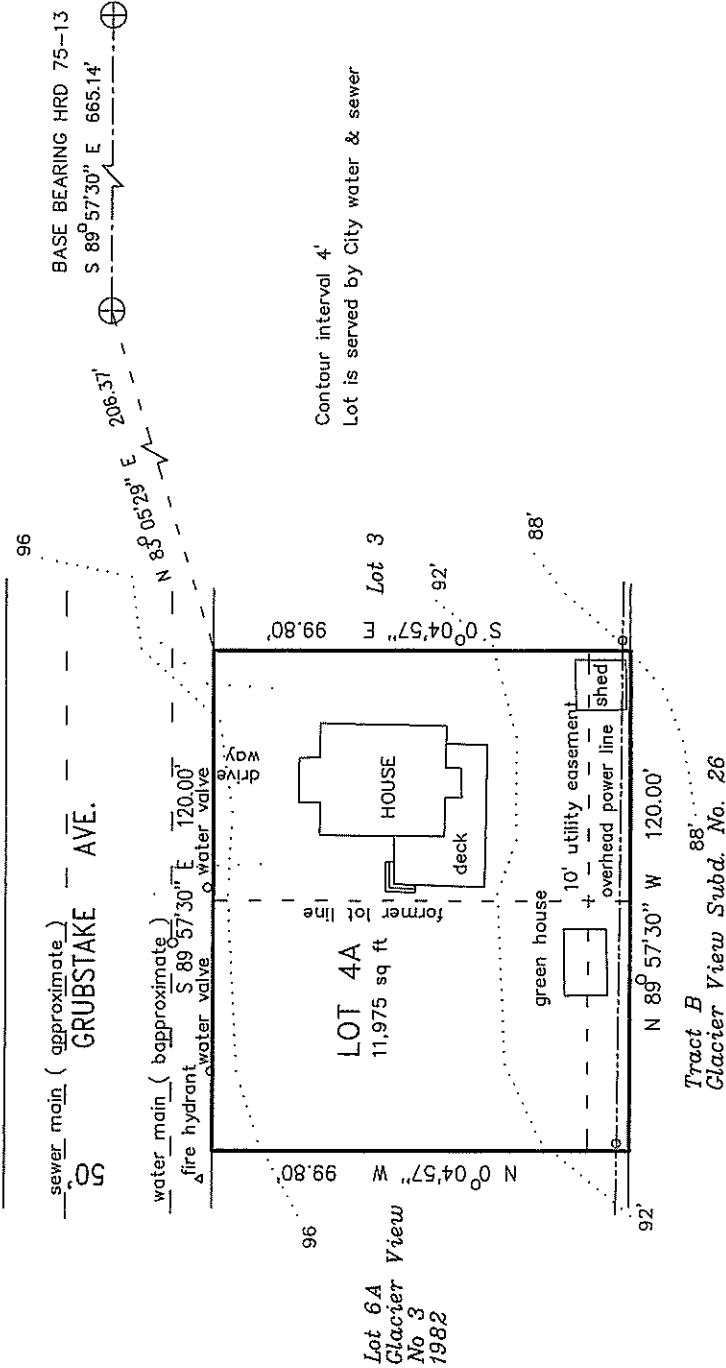 BASE BEARING HRD 75-13
S 89°57'30" E 665.14'
N 83°05'29" E 206.37'
96
sewer main ( approximate )
GRUBSTAKE AVE.
50'
water main ( bapproximate )
S 89°57'30" E 120.00'
fire hydrant
water valve
water valve
drive
way
Contour interval 4'
Lot is served by City water & sewer
N 0°04'57" W 99.80'
S 0°04'57" E 99.80'
Lot 3
92'
88'
HOUSE
deck
former lot line
LOT 4A
11,975 sq ft
96
Lot 6A
Glacier View
No 3
1982
green house
10' utility easement
shed
overhead power line
N 89°57'30" W 120.00'
92'
88'
Tract B
Glacier View Subd. No. 26